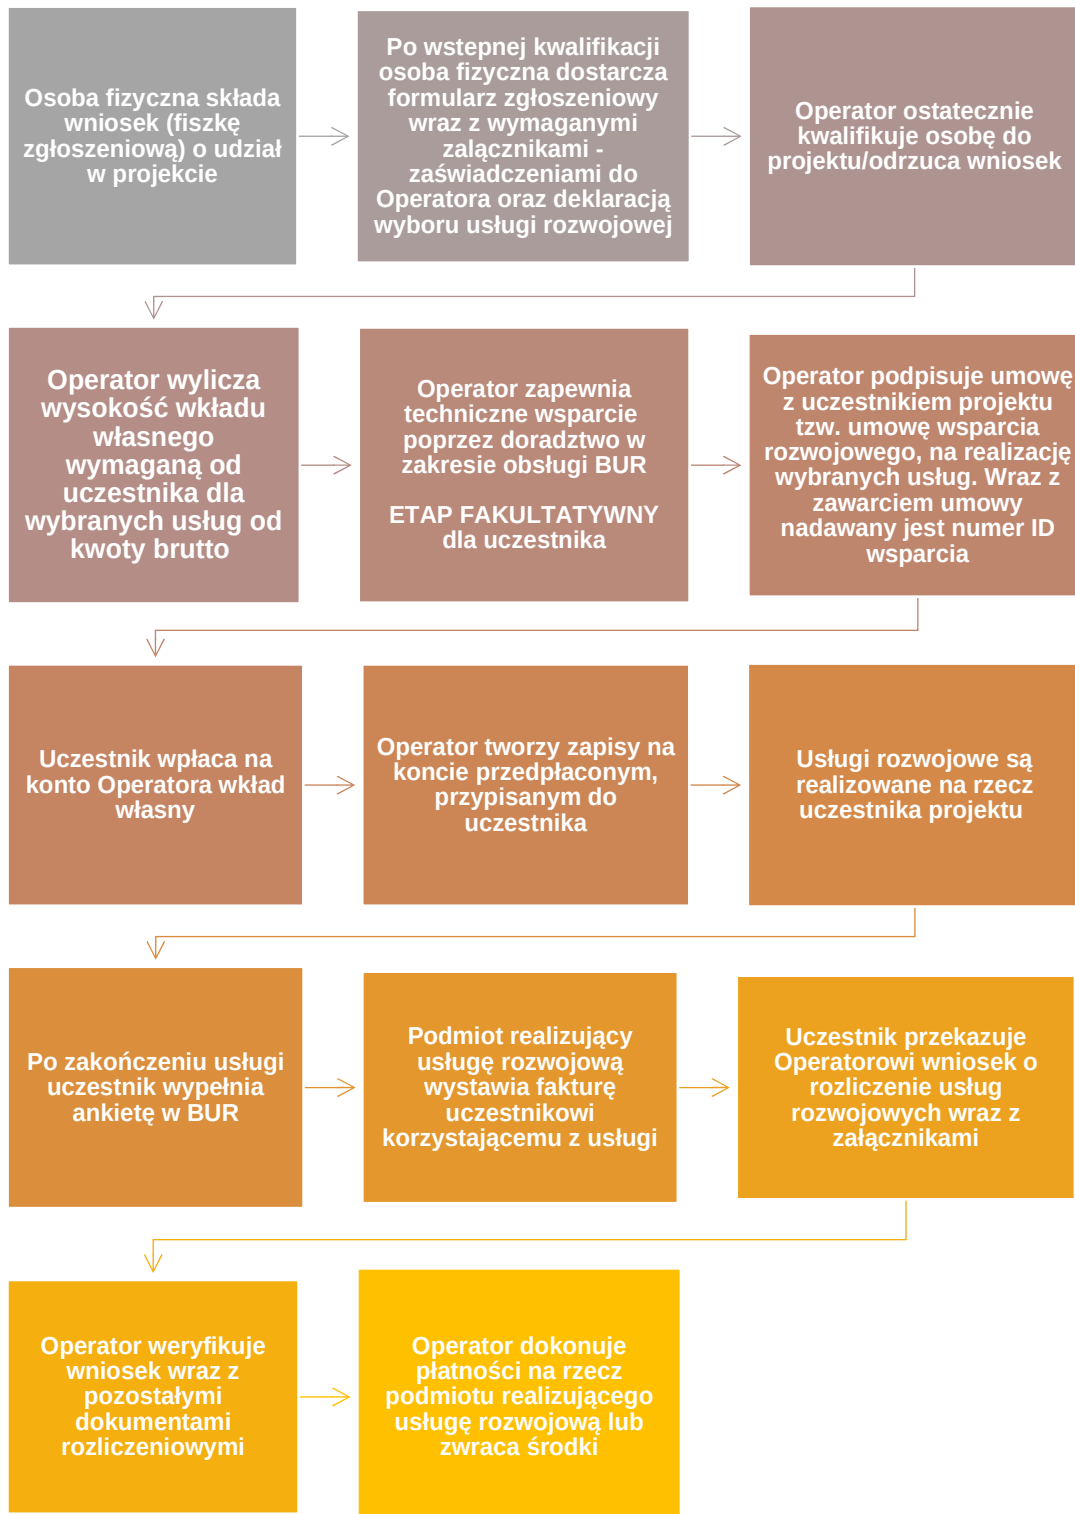 Osoba fizyczna składa
wniosek (fiszkę
zgłoszeniową) o udział
w projekcie
Po wstepnej kwalifikacji
osoba fizyczna dostarcza
formularz zgłoszeniowy
wraz z wymaganymi
zalącznikami -
zaświadczeniami do
Operatora oraz deklaracją
wyboru usługi rozwojowej
Operator ostatecznie
kwalifikuje osobę do
projektu/odrzuca wniosek
Operator wylicza
wysokość wkładu
własnego
wymaganą od
uczestnika dla
wybranych usług od
kwoty brutto
Operator zapewnia
techniczne wsparcie
poprzez doradztwo w
zakresie obsługi BUR
ETAP FAKULTATYWNY
dla uczestnika
Operator podpisuje umowę
z uczestnikiem projektu
tzw. umowę wsparcia
rozwojowego, na realizację
wybranych usług. Wraz z
zawarciem umowy
nadawany jest numer ID
wsparcia
Uczestnik wpłaca na
konto Operatora wkład
własny
Operator tworzy zapisy na
koncie przedpłaconym,
przypisanym do
uczestnika
Usługi rozwojowe są
realizowane na rzecz
uczestnika projektu
Po zakończeniu usługi
uczestnik wypełnia
ankietę w BUR
Podmiot realizujący
usługę rozwojową
wystawia fakturę
uczestnikowi
korzystającemu z usługi
Uczestnik przekazuje
Operatorowi wniosek o
rozliczenie usług
rozwojowych wraz z
załącznikami
Operator weryfikuje
wniosek wraz z
pozostałymi
dokumentami
rozliczeniowymi
Operator dokonuje
płatności na rzecz
podmiotu realizującego
usługę rozwojową lub
zwraca środki